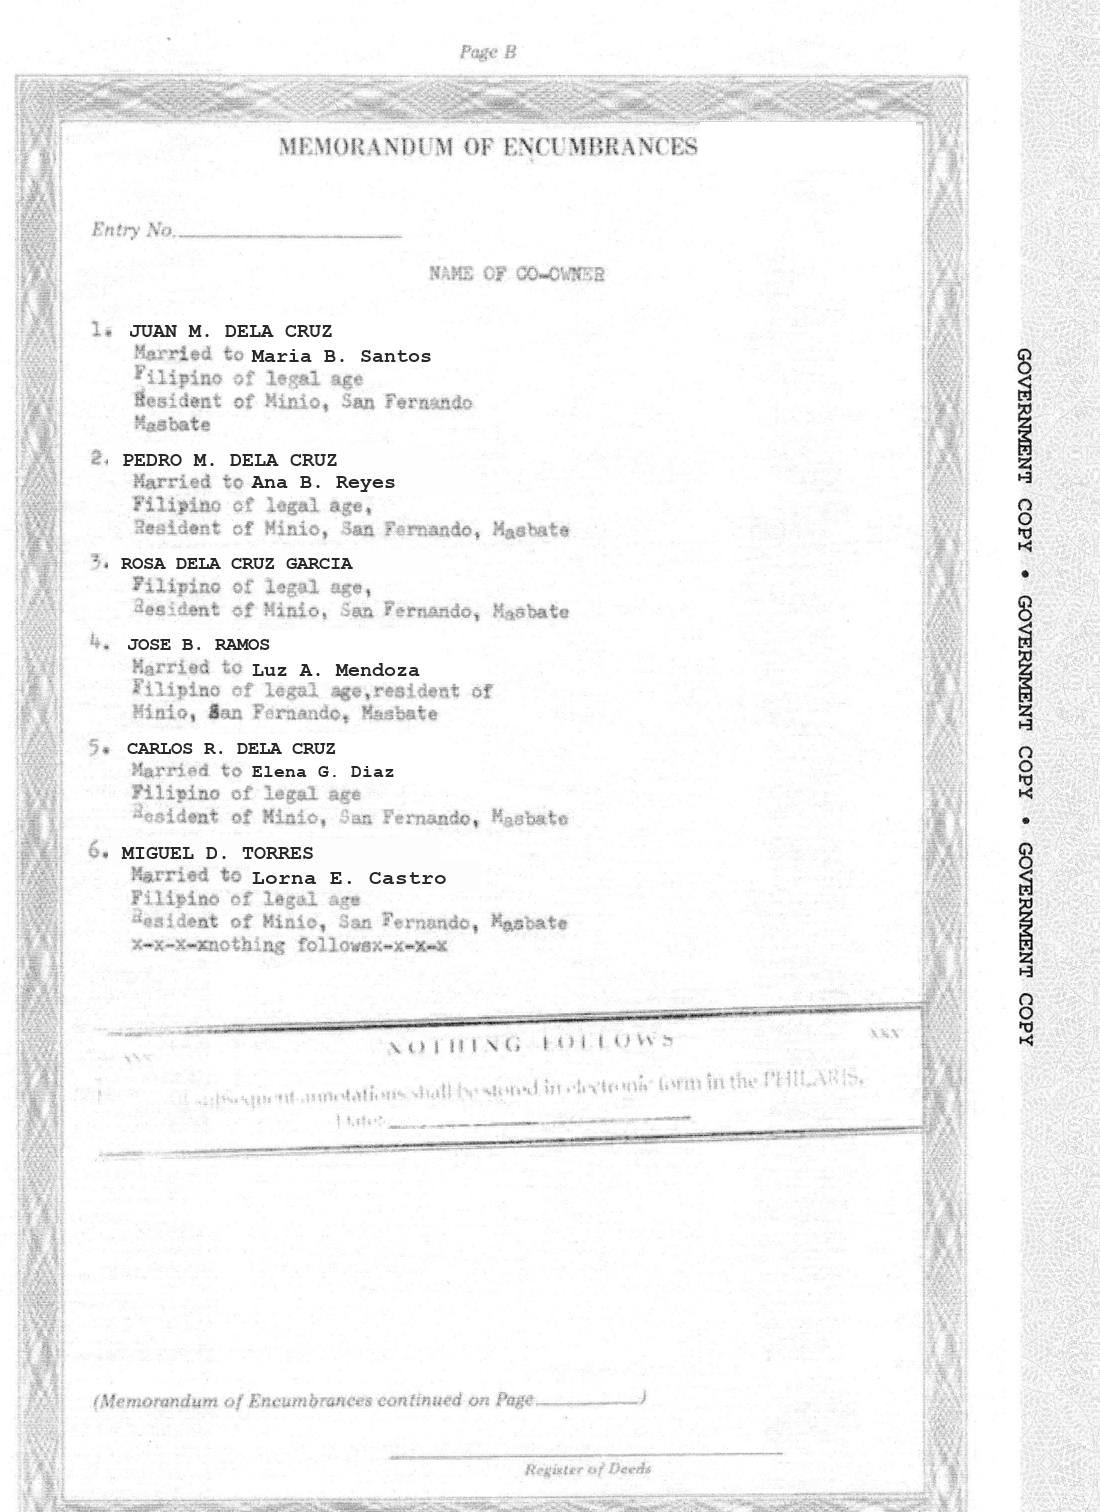 Page B
MEMORANDUM OF ENCUMBRANCES
Entry No.
NAME OF CO-OWNER
1. JUAN M. DELA CRUZ
Married to Maria B. Santos
Filipino of legal age
Resident of Minio, San Fernando
Masbate
2. PEDRO M. DELA CRUZ
Married to Ana B. Reyes
Filipino of legal age,
Resident of Minio, San Fernando, Masbate
3. ROSA DELA CRUZ GARCIA
Filipino of legal age,
Resident of Minio, San Fernando, Masbate
4. JOSE B. RAMOS
Married to Luz A. Mendoza
Filipino of legal age,resident of
Minio, San Fernando, Masbate
5. CARLOS R. DELA CRUZ
Married to Elena G. Diaz
Filipino of legal age
Resident of Minio, San Fernando, Masbate
6. MIGUEL D. TORRES
Married to Lorna E. Castro
Filipino of legal age
Resident of Minio, San Fernando, Masbate
x-x-x-xnothing followsx-x-x-x
NOTHING FOLLOWS
subsequent annotations shall be stored in electronic form in the PHILARIS.
Date:
(Memorandum of Encumbrances continued on Page )
Register of Deeds
GOVERNMENT COPY • GOVERNMENT COPY • GOVERNMENT COPY